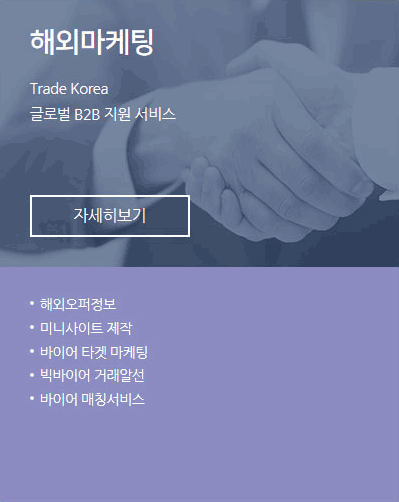 해외마케팅
Trade Korea
글로벌 B2B 지원 서비스
자세히보기
• 해외오퍼정보
• 미니사이트 제작
• 바이어 타겟 마케팅
• 빅바이어 거래알선
• 바이어 매칭서비스